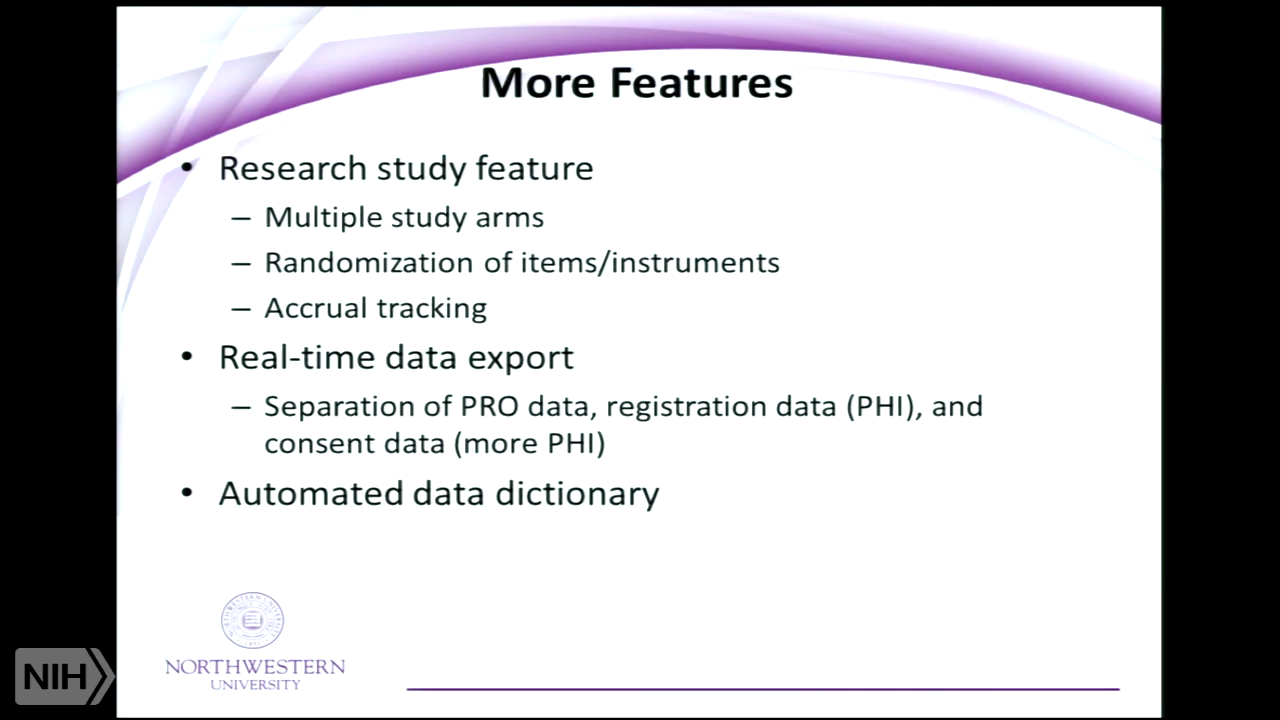 More Features
• Research study feature
– Multiple study arms
– Randomization of items/instruments
– Accrual tracking
• Real-time data export
– Separation of PRO data, registration data (PHI), and
consent data (more PHI)
• Automated data dictionary
NORTHWESTERN
UNIVERSITY
NIH